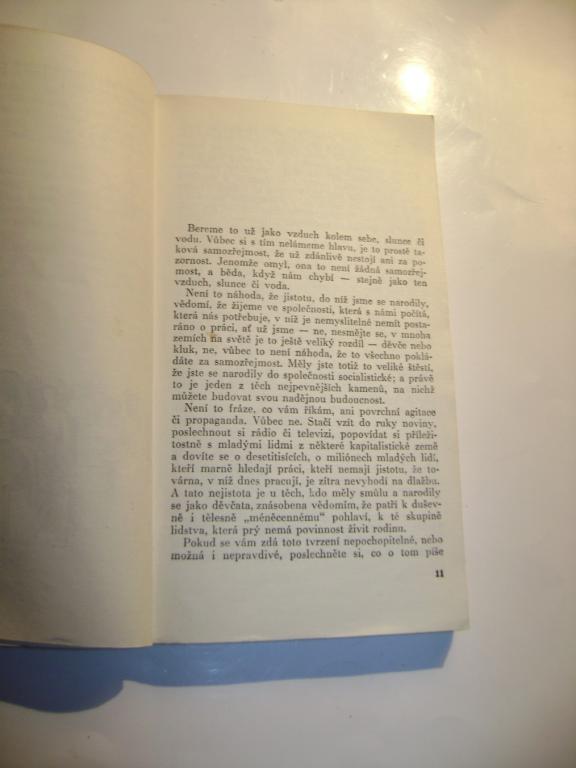 Bereme to už jako vzduch kolem sebe, slunce či
vodu. Vůbec si s tím nelámeme hlavu, je to prostě ta-
ková samozřejmost, že už zdánlivě nestojí ani za po-
zornost. Jenomže omyl, ona to není žádná samozřej-
most, a běda, když nám chybí — stejně jako ten
vzduch, slunce či voda.
Není to náhoda, že jistotu, do níž jsme se narodily,
vědomí, že žijeme ve společnosti, která s námi počítá,
která nás potřebuje, v níž je nemyslitelné nemít posta-
ráno o práci, ať už jsme — ne, nesmějte se, v mnoha
zemích na světě je to ještě veliký rozdíl — děvče nebo
kluk, ne, vůbec to není náhoda, že to všechno poklá-
dáte za samozřejmost. Měly jste totiž to veliké štěstí,
že jste se narodily do společnosti socialistické; a právě
to je jeden z těch nejpevnějších kamenů, na nichž
můžete budovat svou nadějnou budoucnost.
Není to fráze, co vám říkám, ani povrchní agitace
či propaganda. Vůbec ne. Stačí vzít do ruky noviny,
poslechnout si rádio či televizi, popovídat si příleži-
tostně s mladými lidmi z některé kapitalistické země
a dovíte se o desetitisících, o miliónech mladých lidí,
kteří marně hledají práci, kteří nemají jistotu, že to-
várna, v níž dnes pracují, je zítra nevyhodí na dlažbu.
A tato nejistota je u těch, kdo měly smůlu a narodily
se jako děvčata, znásobena vědomím, že patří k dušev-
ně i tělesně „méněcennému“ pohlaví, k té skupině
lidstva, která prý nemá povinnost živit rodinu.
Pokud se vám zdá toto tvrzení nepochopitelné, nebo
možná i nepravdivé, poslechněte si, co o tom píše
11